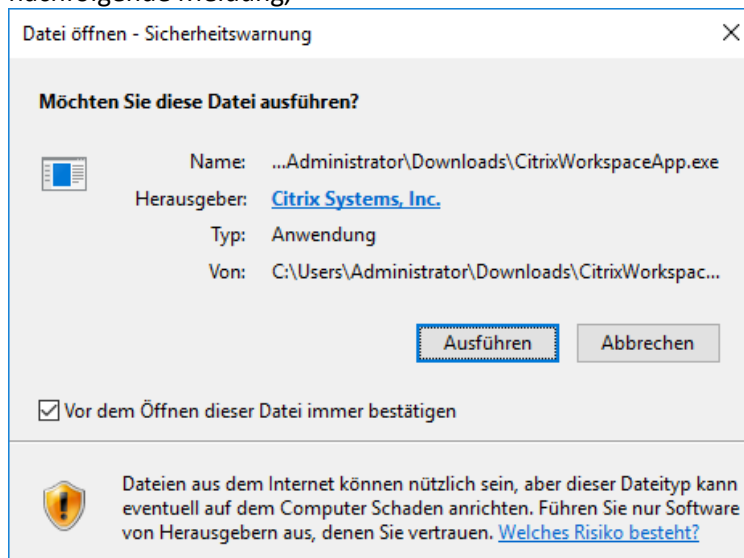 nachfolgende Meldung)
Datei öffnen - Sicherheitswarnung
Möchten Sie diese Datei ausführen?
Name: ...Administrator\Downloads\CitrixWorkspaceApp.exe
Herausgeber: Citrix Systems, Inc.
Typ: Anwendung
Von: C:\Users\Administrator\Downloads\CitrixWorkspac...
Ausführen Abbrechen
Vor dem Öffnen dieser Datei immer bestätigen
Dateien aus dem Internet können nützlich sein, aber dieser Dateityp kann
eventuell auf dem Computer Schaden anrichten. Führen Sie nur Software
von Herausgebern aus, denen Sie vertrauen. Welches Risiko besteht?